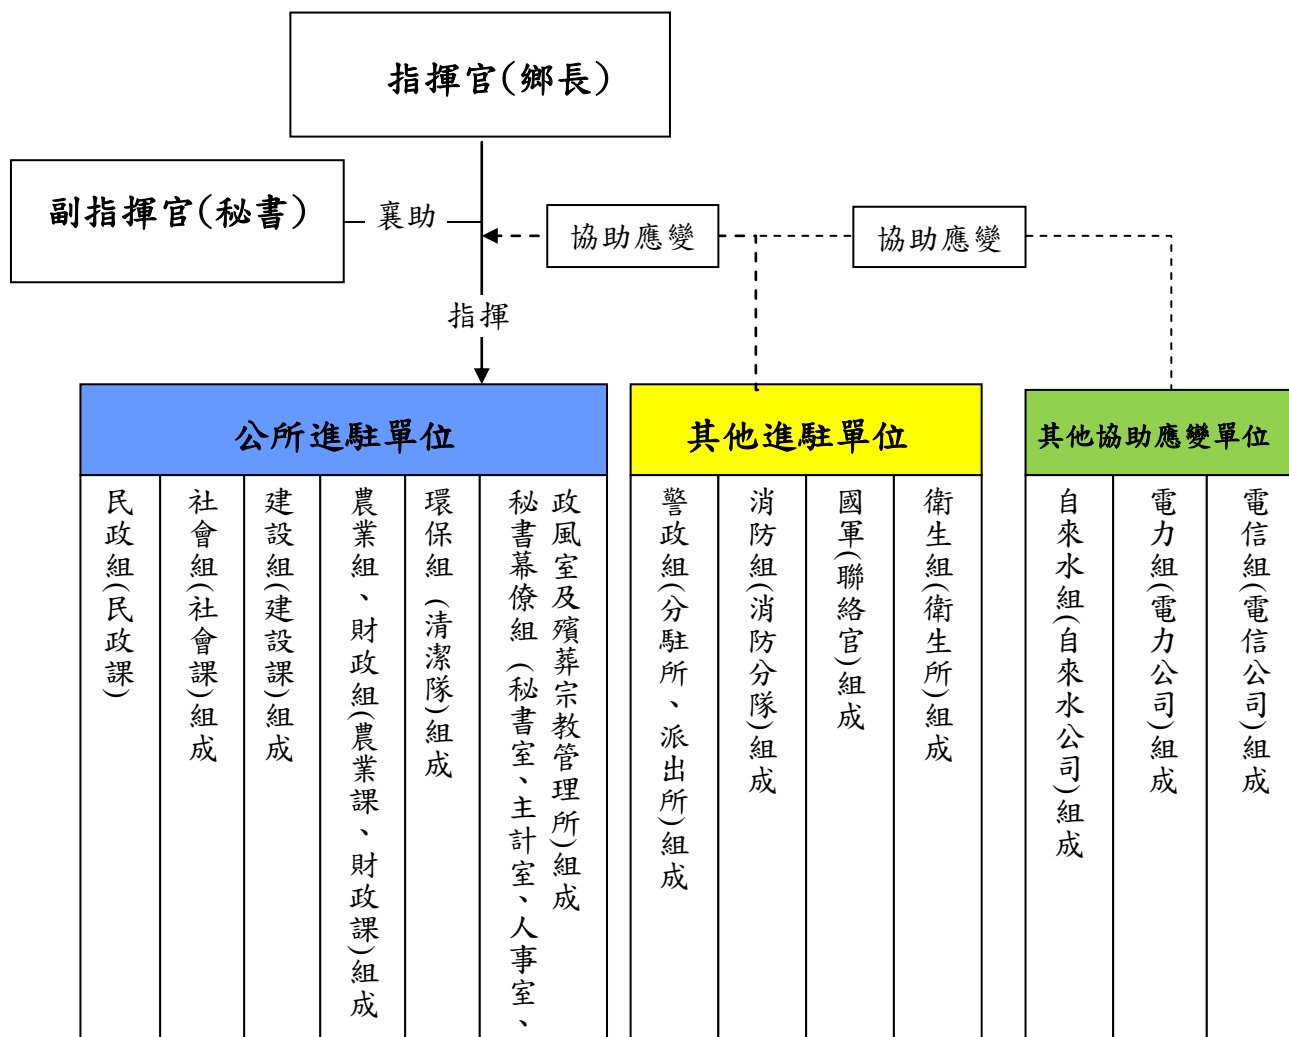 指揮官(鄉長)
副指揮官(秘書)
襄助
協助應變
協助應變
指揮
公所進駐單位
民政組(民政課)
社會組(社會課)組成
建設組(建設課)組成
農業組、財政組(農業課、財政課)組成
環保組(清潔隊)組成
秘書幕僚組(秘書室、主計室、人事室、
政風室及殯葬宗教管理所)組成
其他進駐單位
警政組(分駐所、派出所)組成
消防組(消防分隊)組成
國軍(聯絡官)組成
衛生組(衛生所)組成
其他協助應變單位
自來水組(自來水公司)組成
電力組(電力公司)組成
電信組(電信公司)組成